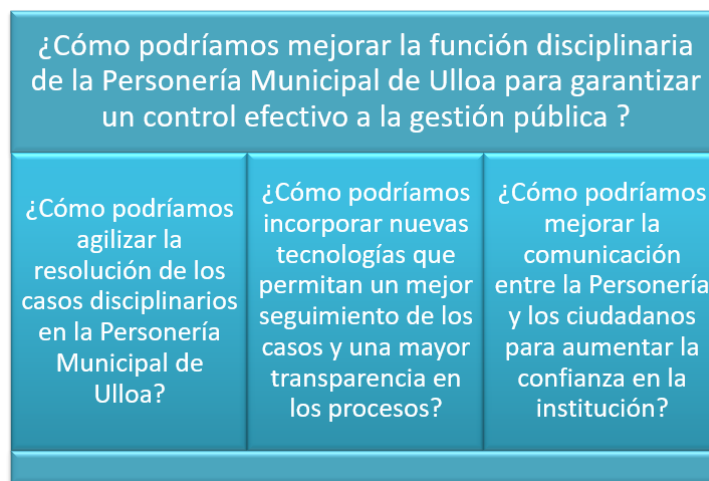 ¿Cómo podríamos mejorar la función disciplinaria
de la Personería Municipal de Ulloa para garantizar
un control efectivo a la gestión pública ?
¿Cómo podríamos
agilizar la
resolución de los
casos disciplinarios
en la Personería
Municipal de
Ulloa?
¿Cómo podríamos
incorporar nuevas
tecnologías que
permitan un mejor
seguimiento de los
casos y una mayor
transparencia en
los procesos?
¿Cómo podríamos
mejorar la
comunicación
entre la Personería
y los ciudadanos
para aumentar la
confianza en la
institución?